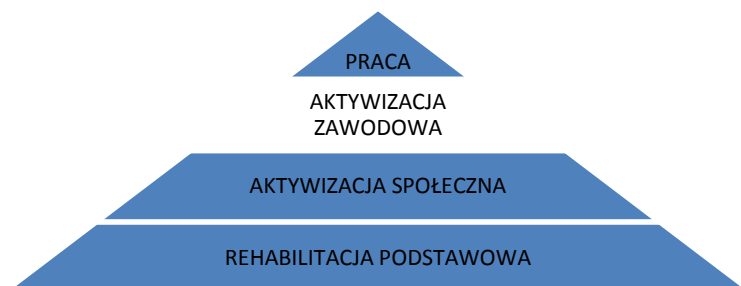 PRACA
AKTYWIZACJA
ZAWODOWA
AKTYWIZACJA SPOŁECZNA
REHABILITACJA PODSTAWOWA